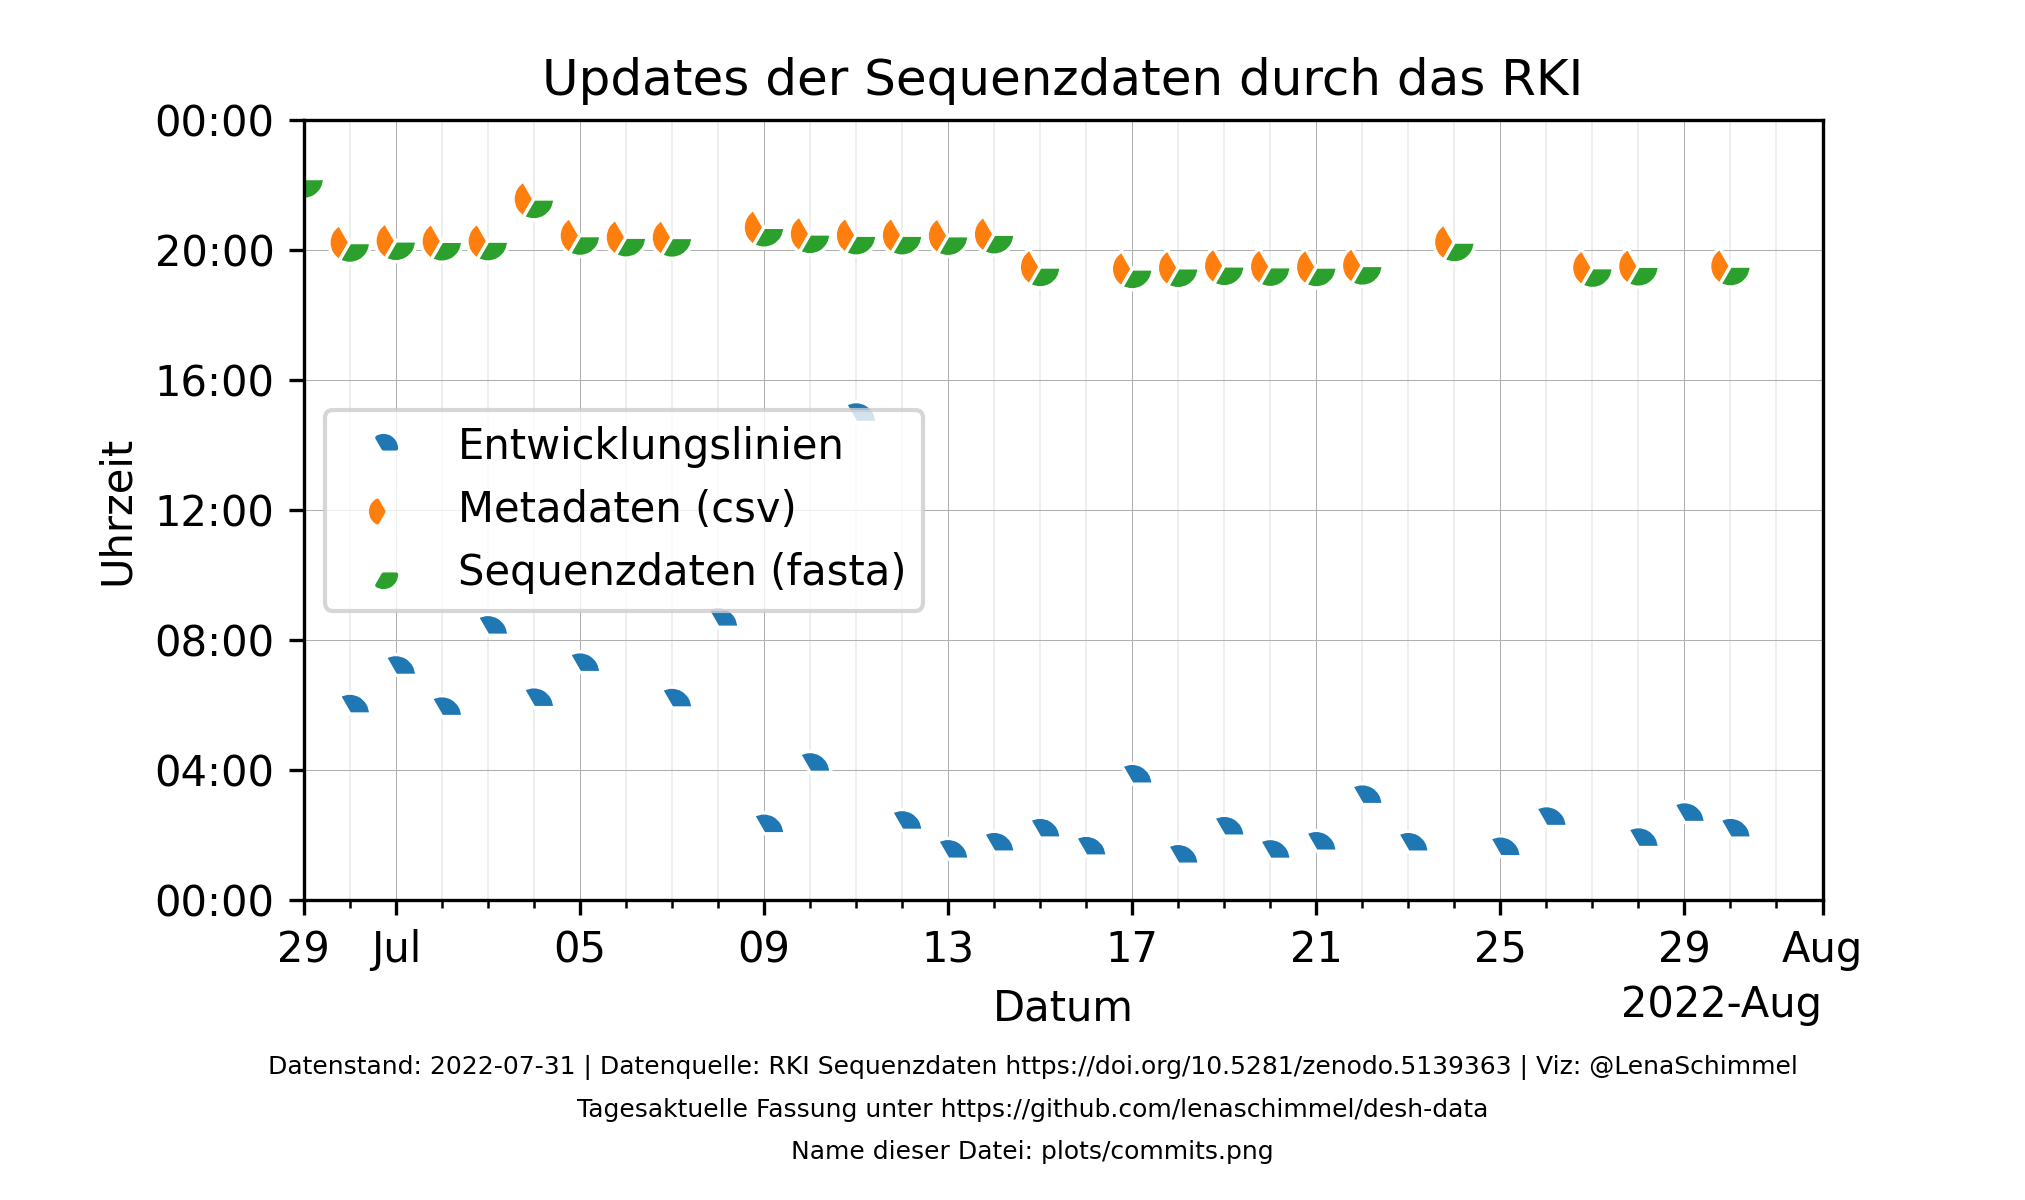 Updates der Sequenzdaten durch das RKI
00:00
20:00
16:00
12:00
08:00
04:00
00:00
Uhrzeit
Entwicklungslinien
Metadaten (csv)
Sequenzdaten (fasta)
29 Jul 05 09 13 17 21 25 29 Aug
Datum
2022-Aug
Datenstand: 2022-07-31 | Datenquelle: RKI Sequenzdaten https://doi.org/10.5281/zenodo.5139363 | Viz: @LenaSchimmel
Tagesaktuelle Fassung unter https://github.com/lenaschimmel/desh-data
Name dieser Datei: plots/commits.png